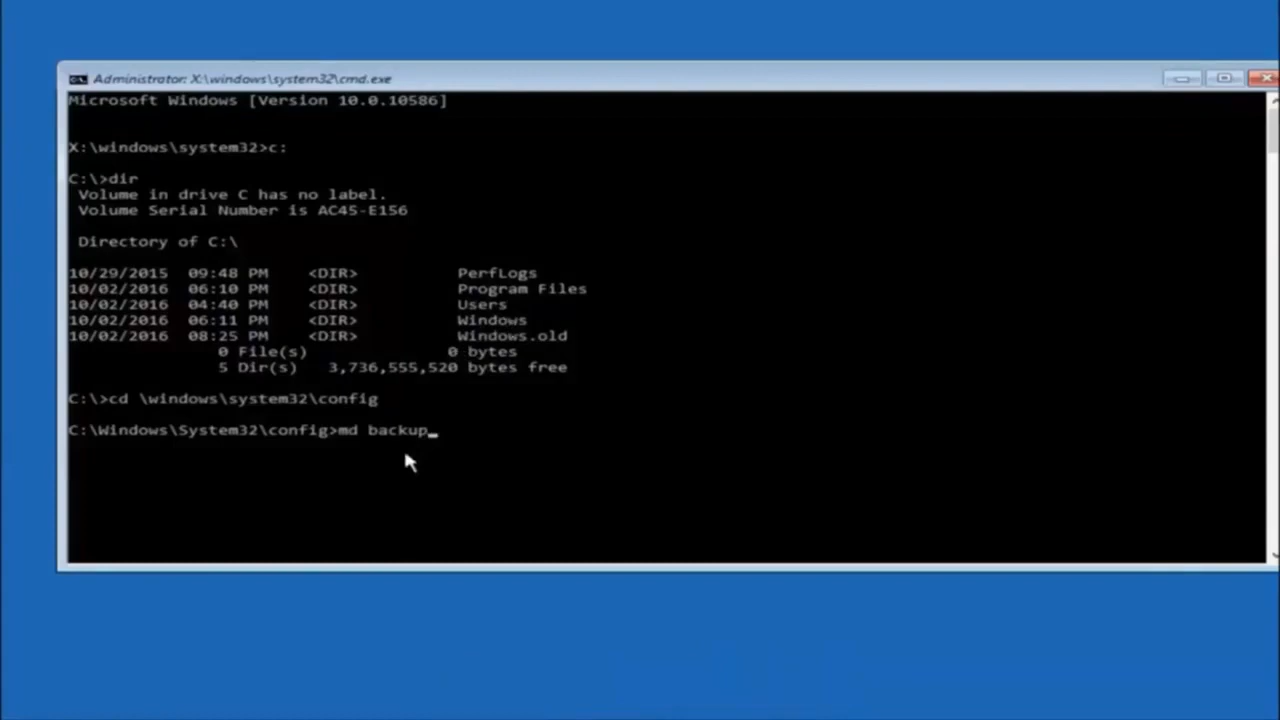 Administrator: X:\windows\system32\cmd.exe
Microsoft Windows [Version 10.0.10586]
X:\windows\system32>c:
C:\>dir
Volume in drive C has no label.
Volume Serial Number is AC45-E156
Directory of C:\
10/29/2015 09:48 PM <DIR> PerfLogs
10/02/2016 06:10 PM <DIR> Program Files
10/02/2016 04:40 PM <DIR> Users
10/02/2016 06:11 PM <DIR> Windows
10/02/2016 08:25 PM <DIR> Windows.old
0 File(s) 0 bytes
5 Dir(s) 3,736,555,520 bytes free
C:\>cd \windows\system32\config
C:\Windows\System32\config>md backup_